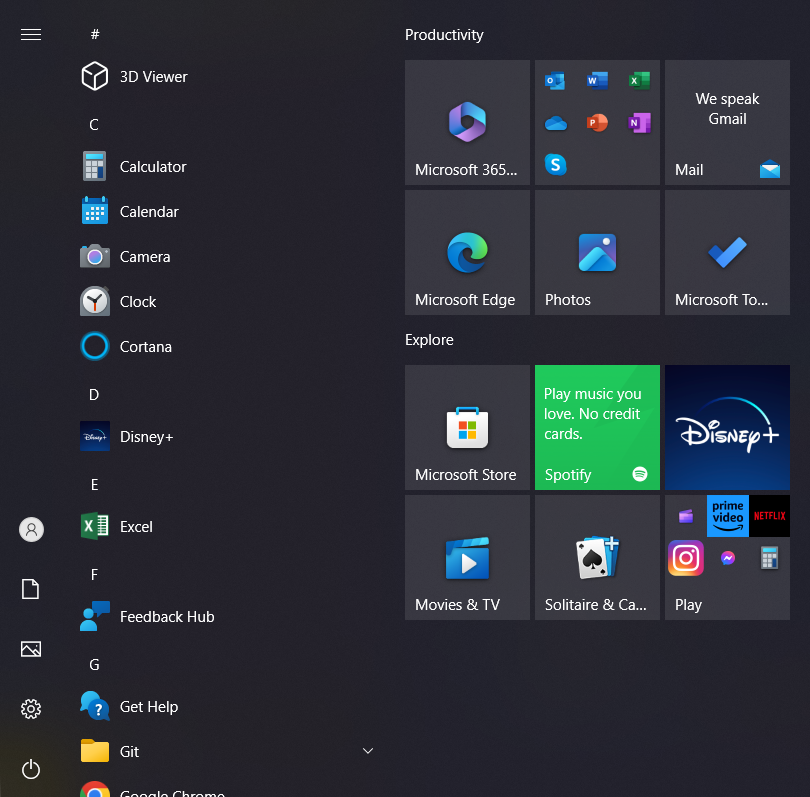 #
3D Viewer
C
Calculator
Calendar
Camera
Clock
Cortana
D
Disney+
E
Excel
F
Feedback Hub
G
Get Help
Git
Google Chrome
Productivity
Microsoft 365...
We speak
Gmail
Mail
Microsoft Edge
Photos
Microsoft To...
Explore
Microsoft Store
Play music you
love. No credit
cards.
Spotify
Disney+
Movies & TV
Solitaire & Ca...
prime
video
NETFLIX
Play